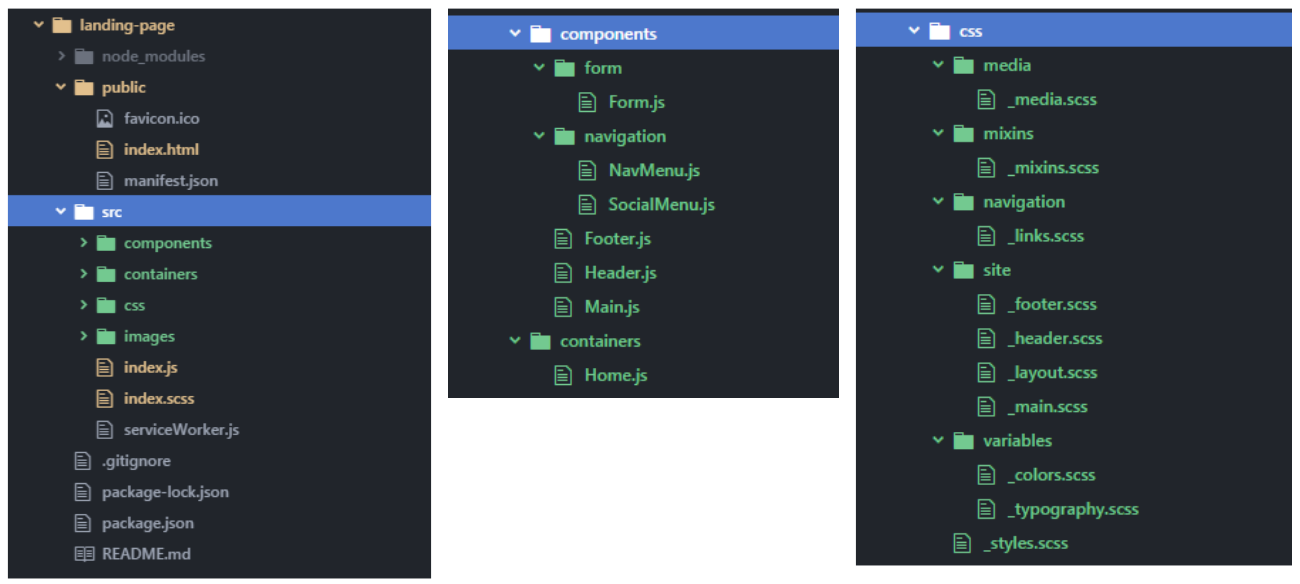 landing-page
node_modules
public
favicon.ico
index.html
manifest.json
src
components
containers
css
images
index.js
index.scss
serviceWorker.js
.gitignore
package-lock.json
package.json
README.md
components
form
Form.js
navigation
NavMenu.js
SocialMenu.js
Footer.js
Header.js
Main.js
containers
Home.js
css
media
_media.scss
mixins
_mixins.scss
navigation
_links.scss
site
_footer.scss
_header.scss
_layout.scss
_main.scss
variables
_colors.scss
_typography.scss
_styles.scss